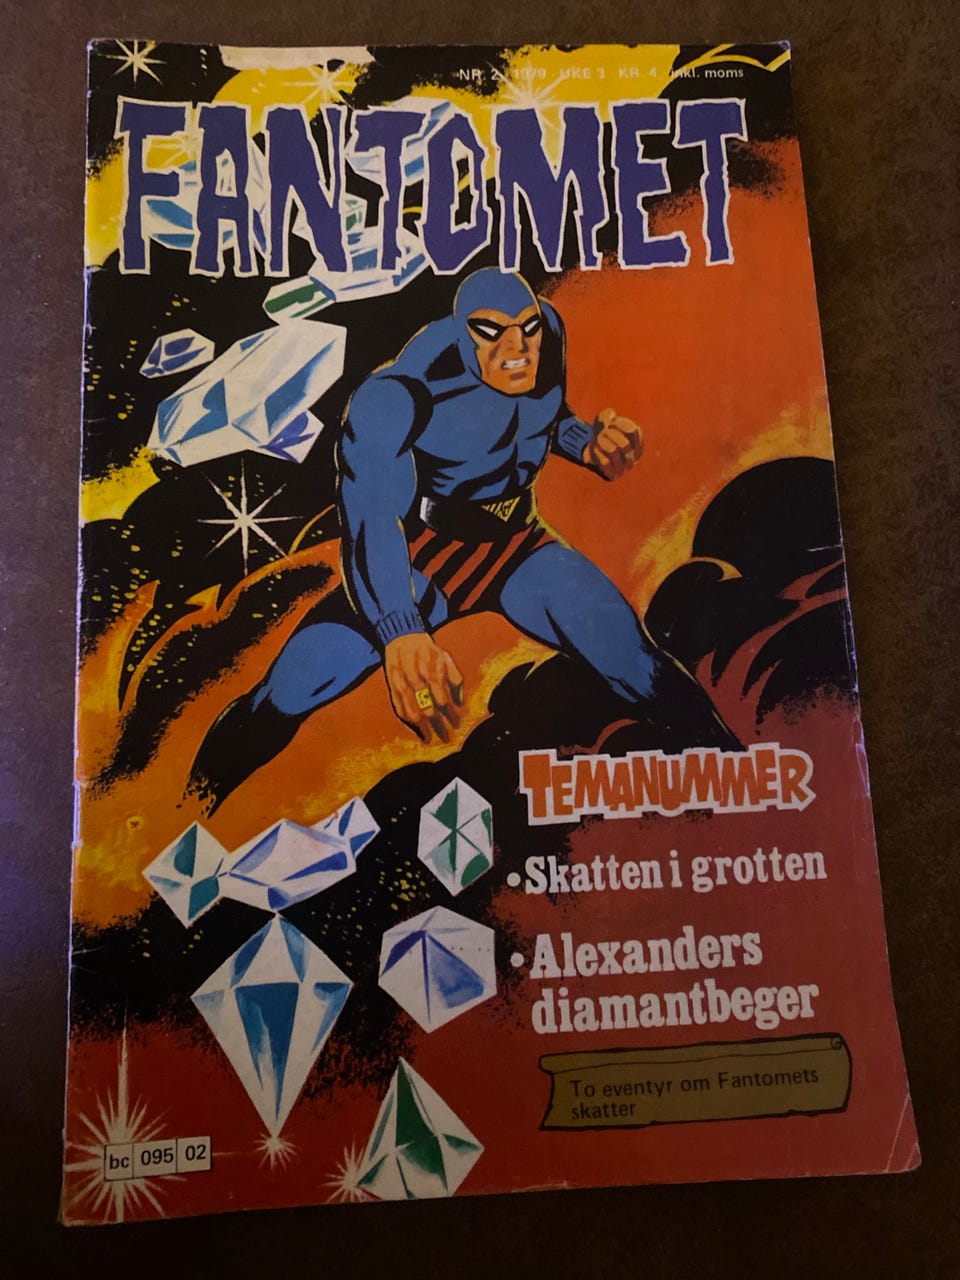 NR. 2 · 1979 · UKE 3 · KR. 4, inkl. moms
FANTOMET
TEMANUMMER
• Skatten i grotten
• Alexanders
diamantbeger
To eventyr om Fantomets
skatter
bc 095 02